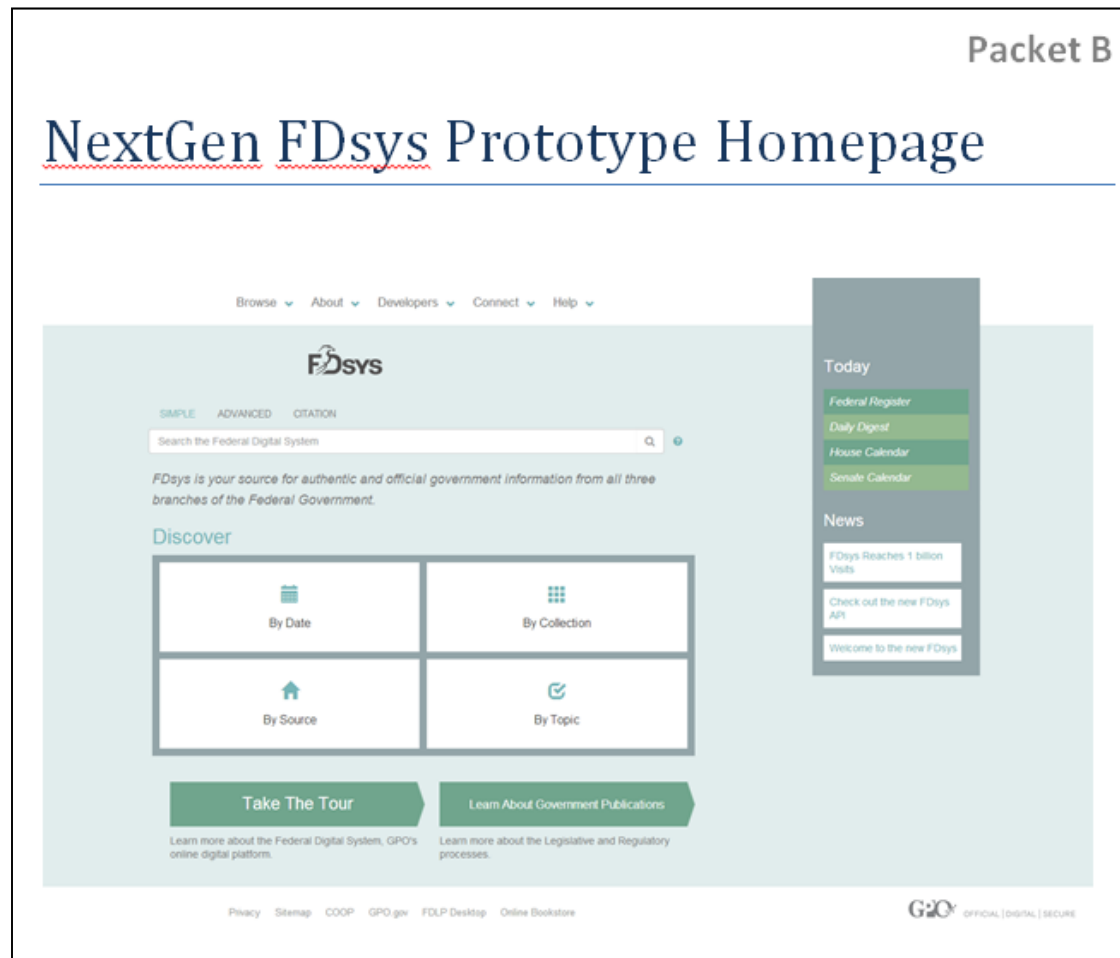 Packet B
NextGen FDsys Prototype Homepage
Browse About Developers Connect Help
FDsys
SIMPLE ADVANCED CITATION
Search the Federal Digital System
FDsys is your source for authentic and official government information from all three
branches of the Federal Government.
Discover
By Date
By Collection
By Source
By Topic
Take The Tour
Learn more about the Federal Digital System, GPO's
online digital platform.
Learn About Government Publications
Learn more about the Legislative and Regulatory
processes.
Today
Federal Register
Daily Digest
House Calendar
Senate Calendar
News
FDsys Reaches 1 billion
Visits
Check out the new FDsys
API
Welcome to the new FDsys
Privacy Sitemap COOP GPO.gov FDLP Desktop Online Bookstore
GPO OFFICIAL | DIGITAL | SECURE